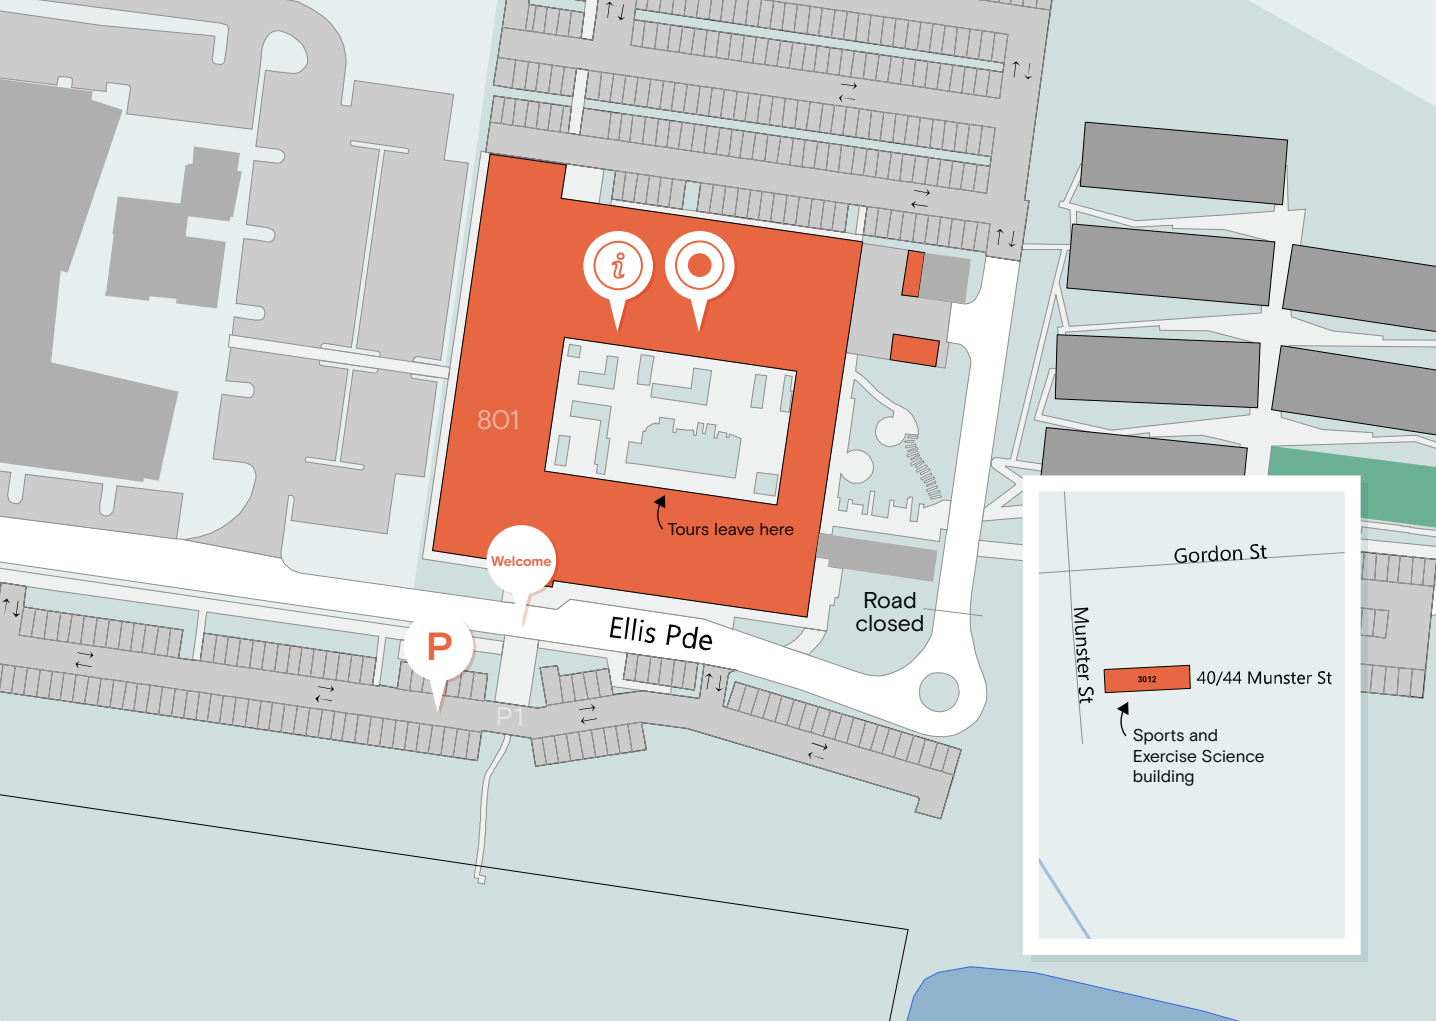 i
801
Tours leave here
Welcome
P
P1
Ellis Pde
Road
closed
Gordon St
Munster St
3012
40/44 Munster St
Sports and
Exercise Science
building